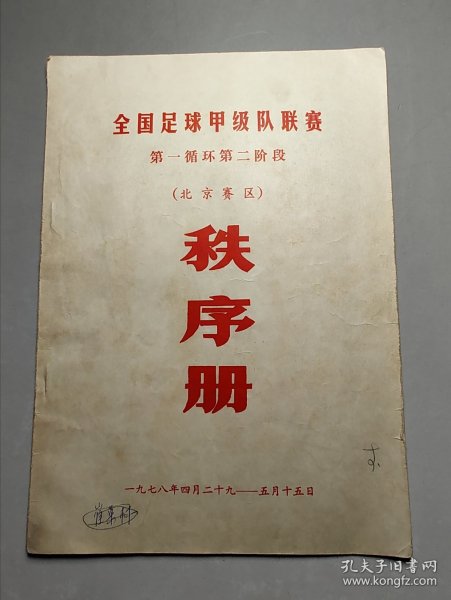 全国足球甲级队联赛
第一循环第二阶段
(北京赛区)
秩
序
册
一九七八年四月二十九——五月十五日
孔夫子旧书网
www.kongfz.com